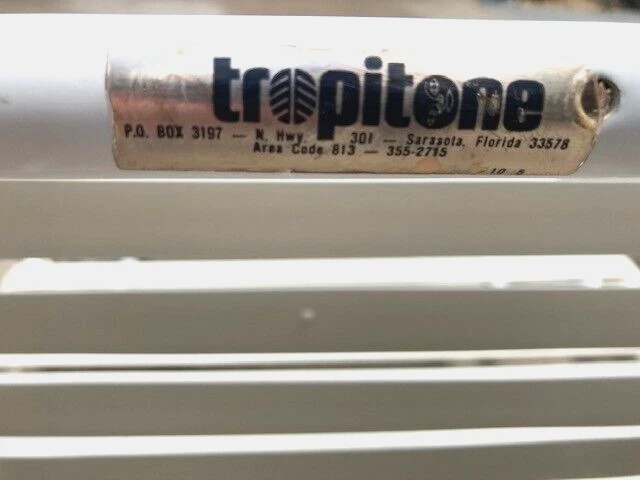 tropitone
P.O. BOX 3197 — N. Hwy. 301 — Sarasota, Florida 33578
Area Code 813 — 355-2715